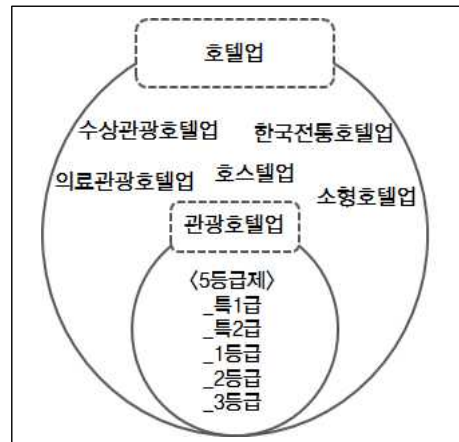 호텔업
수상관광호텔업 한국전통호텔업
의료관광호텔업 호스텔업 소형호텔업
관광호텔업
〈5등급제〉
_특1급
_특2급
_1등급
_2등급
_3등급